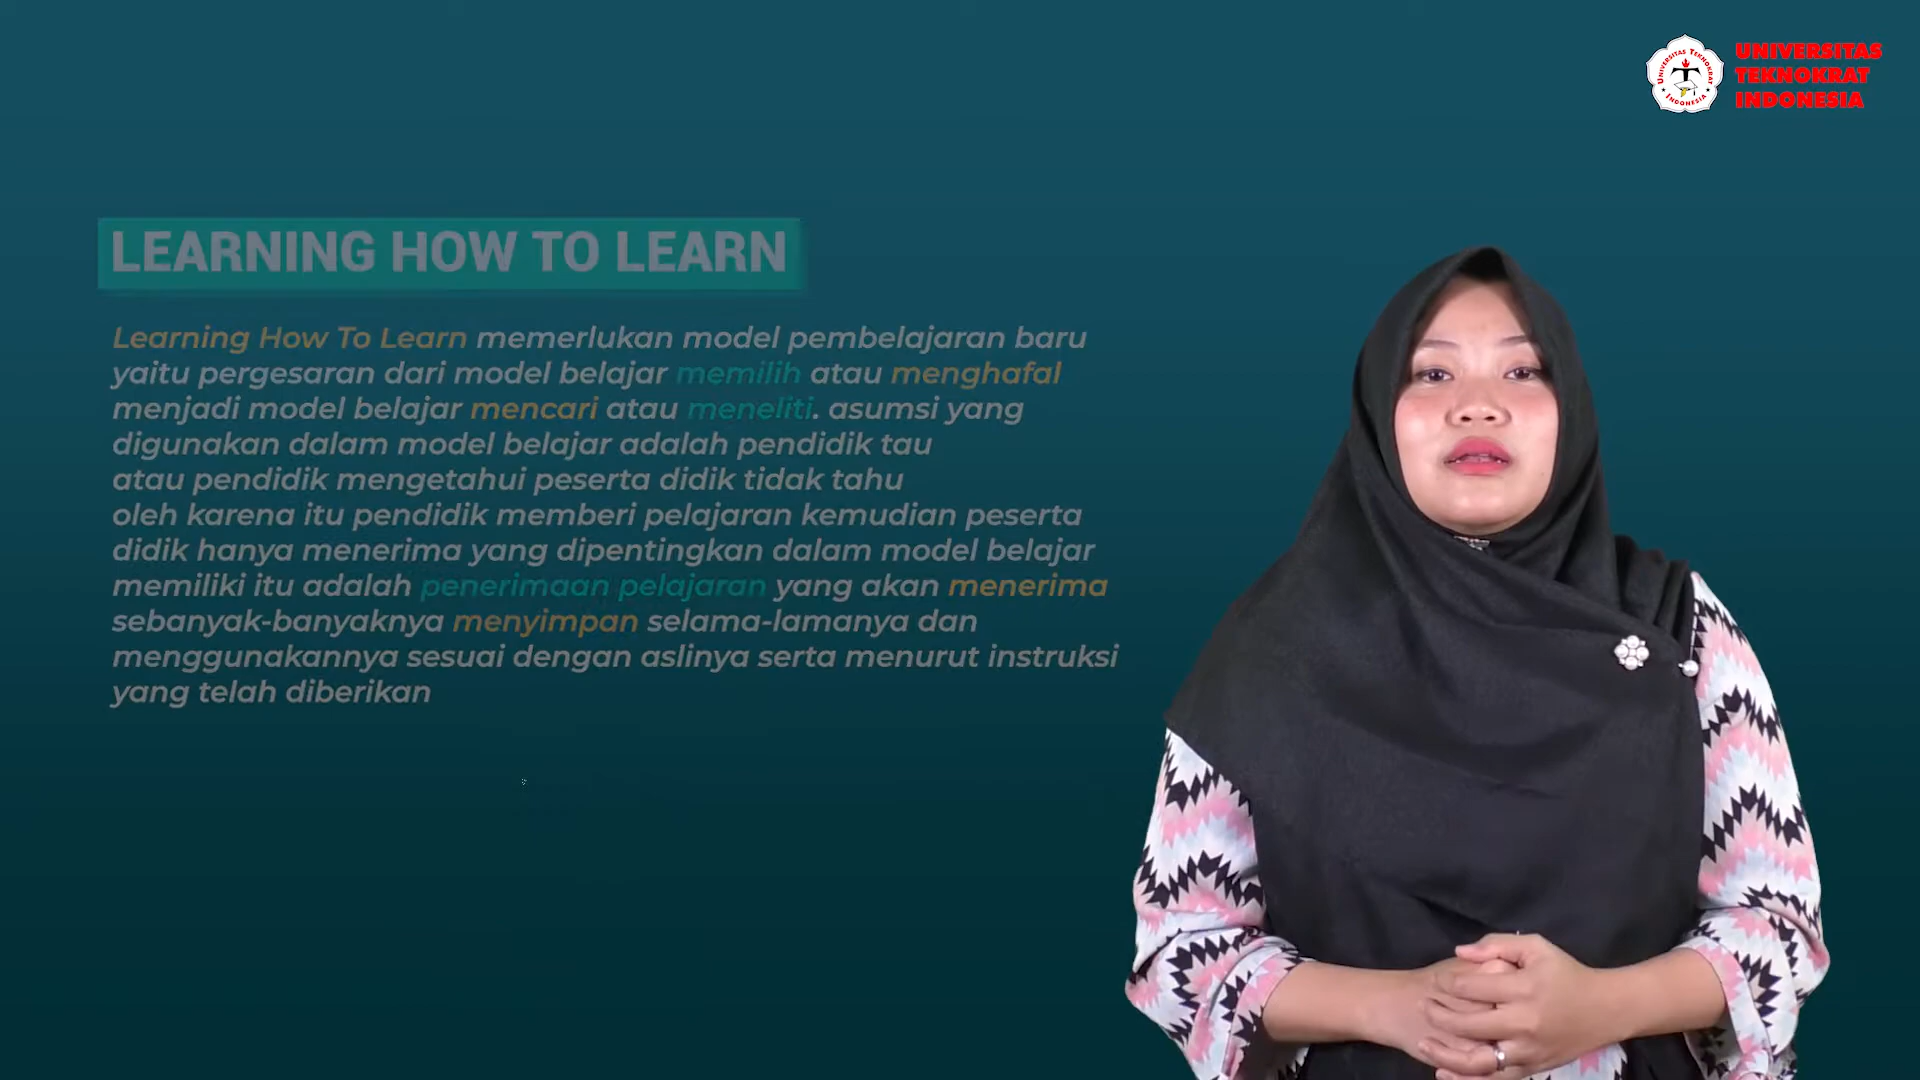 UNIVERSITAS
TEKNOKRAT
INDONESIA
UNIVERSITAS TEKNOKRAT
INDONESIA
LEARNING HOW TO LEARN
Learning How To Learn memerlukan model pembelajaran baru
yaitu pergesaran dari model belajar memilih atau menghafal
menjadi model belajar mencari atau meneliti. asumsi yang
digunakan dalam model belajar adalah pendidik tau
atau pendidik mengetahui peserta didik tidak tahu
oleh karena itu pendidik memberi pelajaran kemudian peserta
didik hanya menerima yang dipentingkan dalam model belajar
memiliki itu adalah penerimaan pelajaran yang akan menerima
sebanyak-banyaknya menyimpan selama-lamanya dan
menggunakannya sesuai dengan aslinya serta menurut instruksi
yang telah diberikan